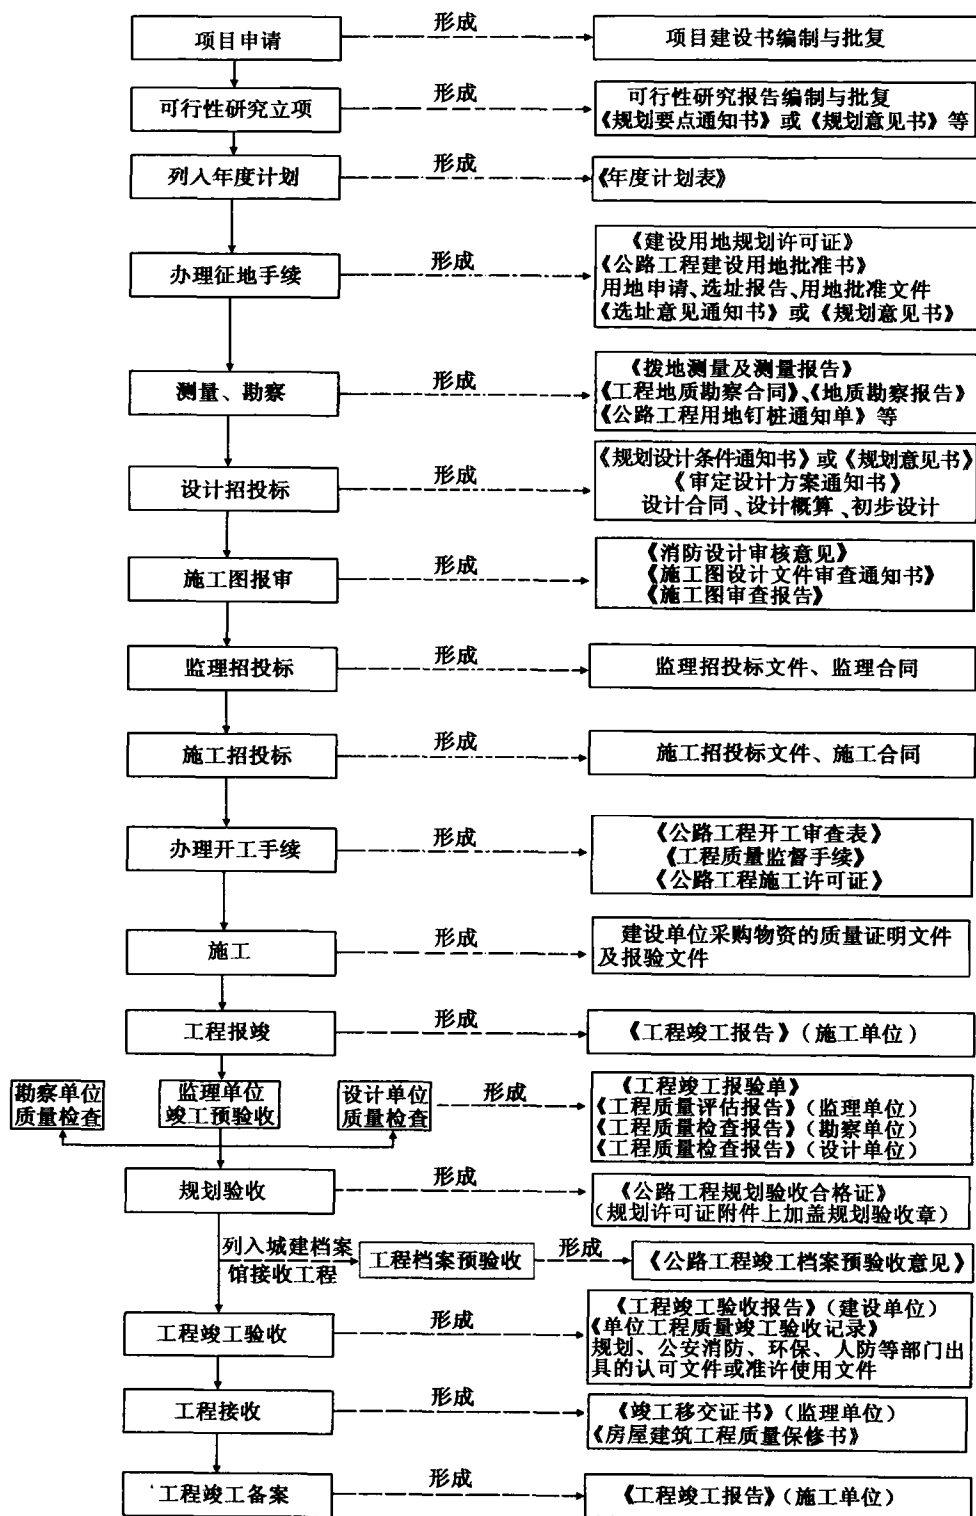 项目申请
形成
项目建设书编制与批复
可行性研究立项
形成
可行性研究报告编制与批复
《规划要点通知书》或《规划意见书》等
列入年度计划
形成
《年度计划表》
办理征地手续
形成
《建设用地规划许可证》
《公路工程建设用地批准书》
用地申请、选址报告、用地批准文件
《选址意见通知书》或《规划意见书》
测量、勘察
形成
《拨地测量及测量报告》
《工程地质勘察合同》、《地质勘察报告》
《公路工程用地钉桩通知单》等
设计招投标
形成
《规划设计条件通知书》或《规划意见书》
《审定设计方案通知书》
设计合同、设计概算、初步设计
施工图报审
形成
《消防设计审核意见》
《施工图设计文件审查通知书》
《施工图审查报告》
监理招投标
形成
监理招投标文件、监理合同
施工招投标
形成
施工招投标文件、施工合同
办理开工手续
形成
《公路工程开工审查表》
《工程质量监督手续》
《公路工程施工许可证》
施工
形成
建设单位采购物资的质量证明文件
及报验文件
工程报竣
形成
《工程竣工报告》(施工单位)
勘察单位
质量检查
监理单位
竣工预验收
设计单位
质量检查
形成
《工程竣工报验单》
《工程质量评估报告》(监理单位)
《工程质量检查报告》(勘察单位)
《工程质量检查报告》(设计单位)
规划验收
形成
《公路工程规划验收合格证》
(规划许可证附件上加盖规划验收章)
列入城建档案
馆接收工程
工程档案预验收
形成
《公路工程竣工档案预验收意见》
工程竣工验收
形成
《工程竣工验收报告》(建设单位)
《单位工程质量竣工验收记录》
规划、公安消防、环保、人防等部门出
具的认可文件或准许使用文件
工程接收
形成
《竣工移交证书》(监理单位)
《房屋建筑工程质量保修书》
工程竣工备案
形成
《工程竣工报告》(施工单位)